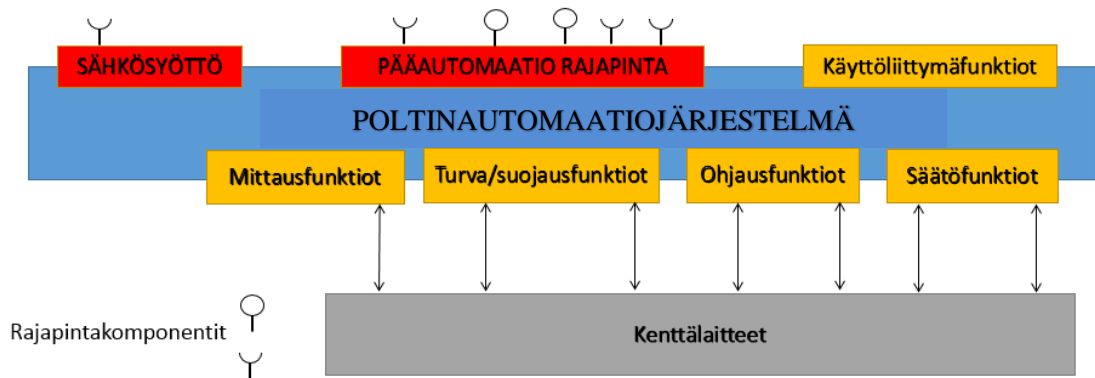 SÄHKÖSYÖTTÖ
PÄÄAUTOMAATIO RAJAPINTA
Käyttöliittymäfunktiot
POLTINAUTOMAATIOJÄRJESTELMÄ
Mittausfunktiot
Turva/suojausfunktiot
Ohjausfunktiot
Säätöfunktiot
Rajapintakomponentit
Kenttälaitteet